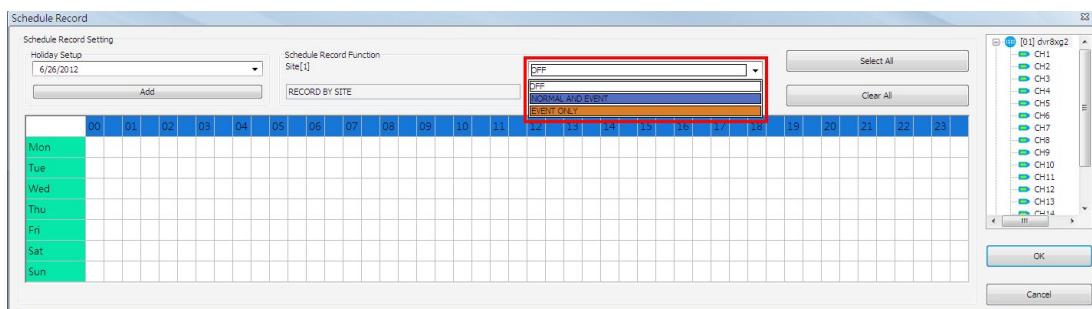 Schedule Record
Schedule Record Setting
Holiday Setup
6/26/2012
Add
Schedule Record Function
Site[1]
RECORD BY SITE
OFF
OFF
NORMAL AND EVENT
EVENT ONLY
Select All
Clear All
00 01 02 03 04 05 06 07 08 09 10 11 12 13 14 15 16 17 18 19 20 21 22 23
Mon
Tue
Wed
Thu
Fri
Sat
Sun
[01] dvr8xg2
CH1
CH2
CH3
CH4
CH5
CH6
CH7
CH8
CH9
CH10
CH11
CH12
CH13
CH14
OK
Cancel